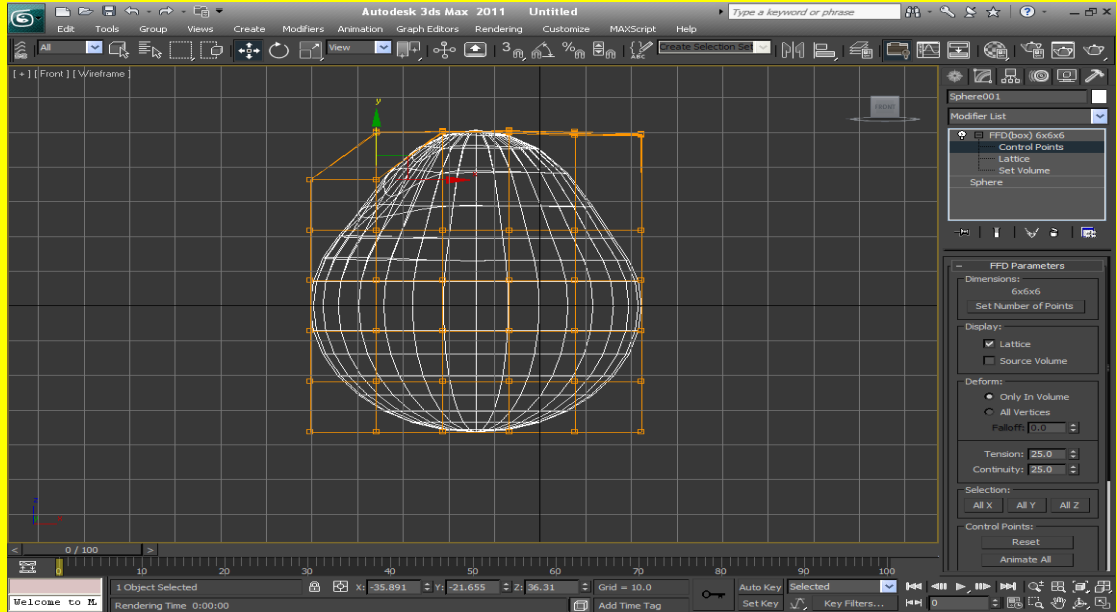 Autodesk 3ds Max 2011 Untitled
Type a keyword or phrase
Edit Tools Group Views Create Modifiers Animation Graph Editors Rendering Customize MAXScript Help
All
View
3
Create Selection Set
[ + ] [ Front ] [ Wireframe ]
y
FRONT
Sphere001
Modifier List
FFD(box) 6x6x6
Control Points
Lattice
Set Volume
Sphere
FFD Parameters
Dimensions:
6x6x6
Set Number of Points
Display:
Lattice
Source Volume
Deform:
Only In Volume
All Vertices
Falloff: 0.0
Tension: 25.0
Continuity: 25.0
Selection:
All X All Y All Z
Control Points:
Reset
Animate All
z
x
0 / 100
0 10 20 30 40 50 60 70 80 90 100
1 Object Selected
X: -35.891 Y: -21.655 Z: 36.31
Grid = 10.0
Auto Key Selected
Welcome to M
Rendering Time 0:00:00
Add Time Tag
Set Key Key Filters...
0